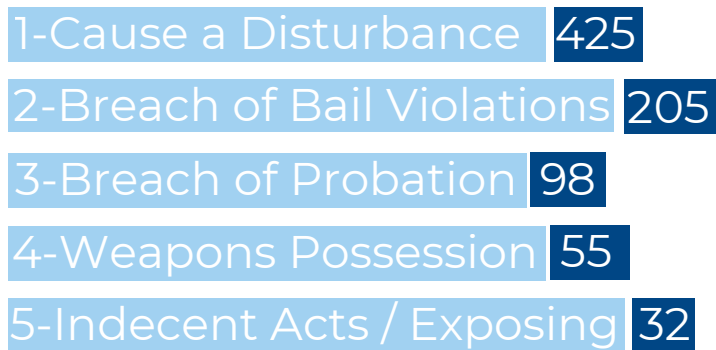 1-Cause a Disturbance 425
2-Breach of Bail Violations 205
3-Breach of Probation 98
4-Weapons Possession 55
5-Indecent Acts / Exposing 32